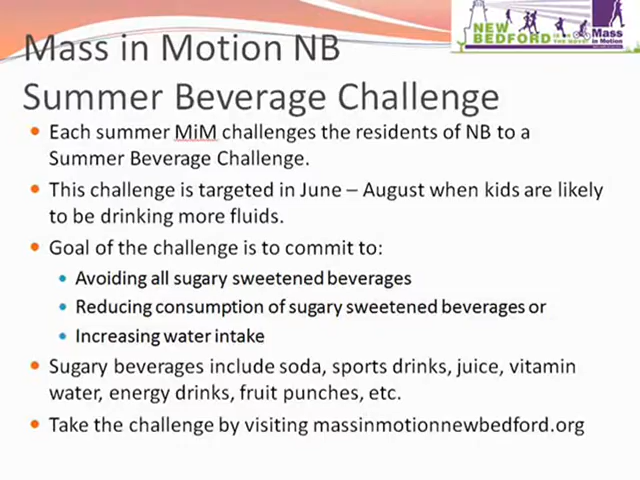 NEW
BEDFORD
Mass
in Motion
Mass in Motion NB
Summer Beverage Challenge
Each summer MiM challenges the residents of NB to a
Summer Beverage Challenge.
This challenge is targeted in June – August when kids are likely
to be drinking more fluids.
Goal of the challenge is to commit to:
Avoiding all sugary sweetened beverages
Reducing consumption of sugary sweetened beverages or
Increasing water intake
Sugary beverages include soda, sports drinks, juice, vitamin
water, energy drinks, fruit punches, etc.
Take the challenge by visiting massinmotionnewbedford.org